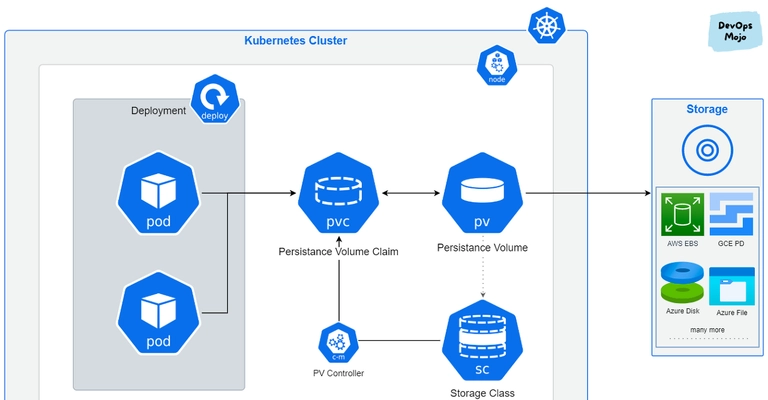 DevOps
Mojo
Kubernetes Cluster
node
Deployment
deploy
Storage
pod
pvc
pv
AWS EBS
GCE PD
Persistance Volume Claim
Persistance Volume
pod
Azure Disk
Azure File
many more
c-m
PV Controller
sc
Storage Class